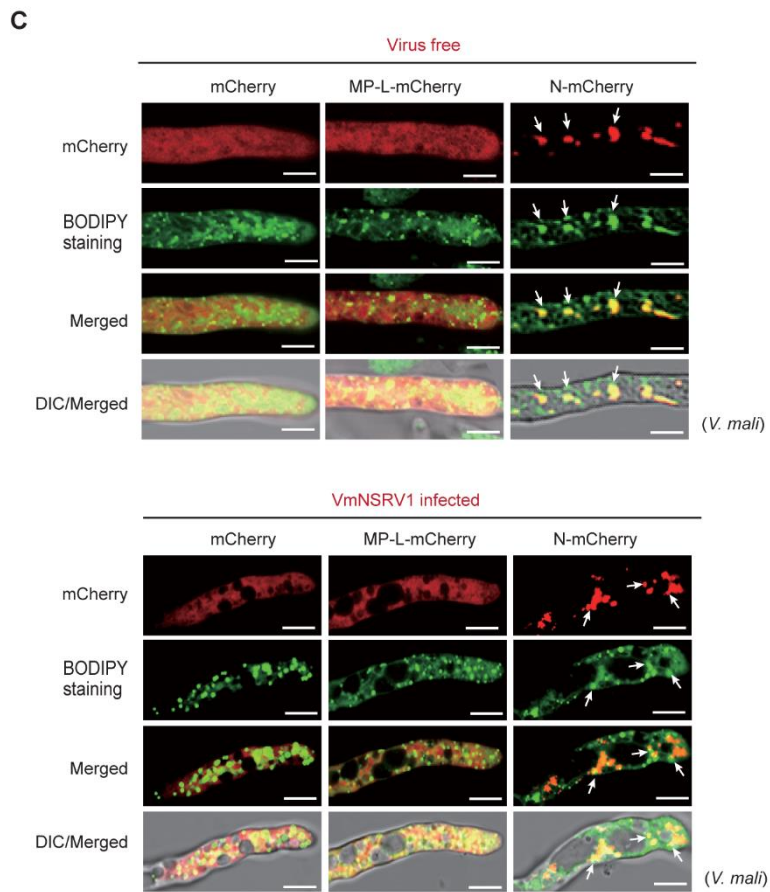 C
Virus free
mCherry MP-L-mCherry N-mCherry
mCherry
BODIPY
staining
Merged
DIC/Merged
(V. mali)
VmNSRV1 infected
mCherry MP-L-mCherry N-mCherry
mCherry
BODIPY
staining
Merged
DIC/Merged
(V. mali)